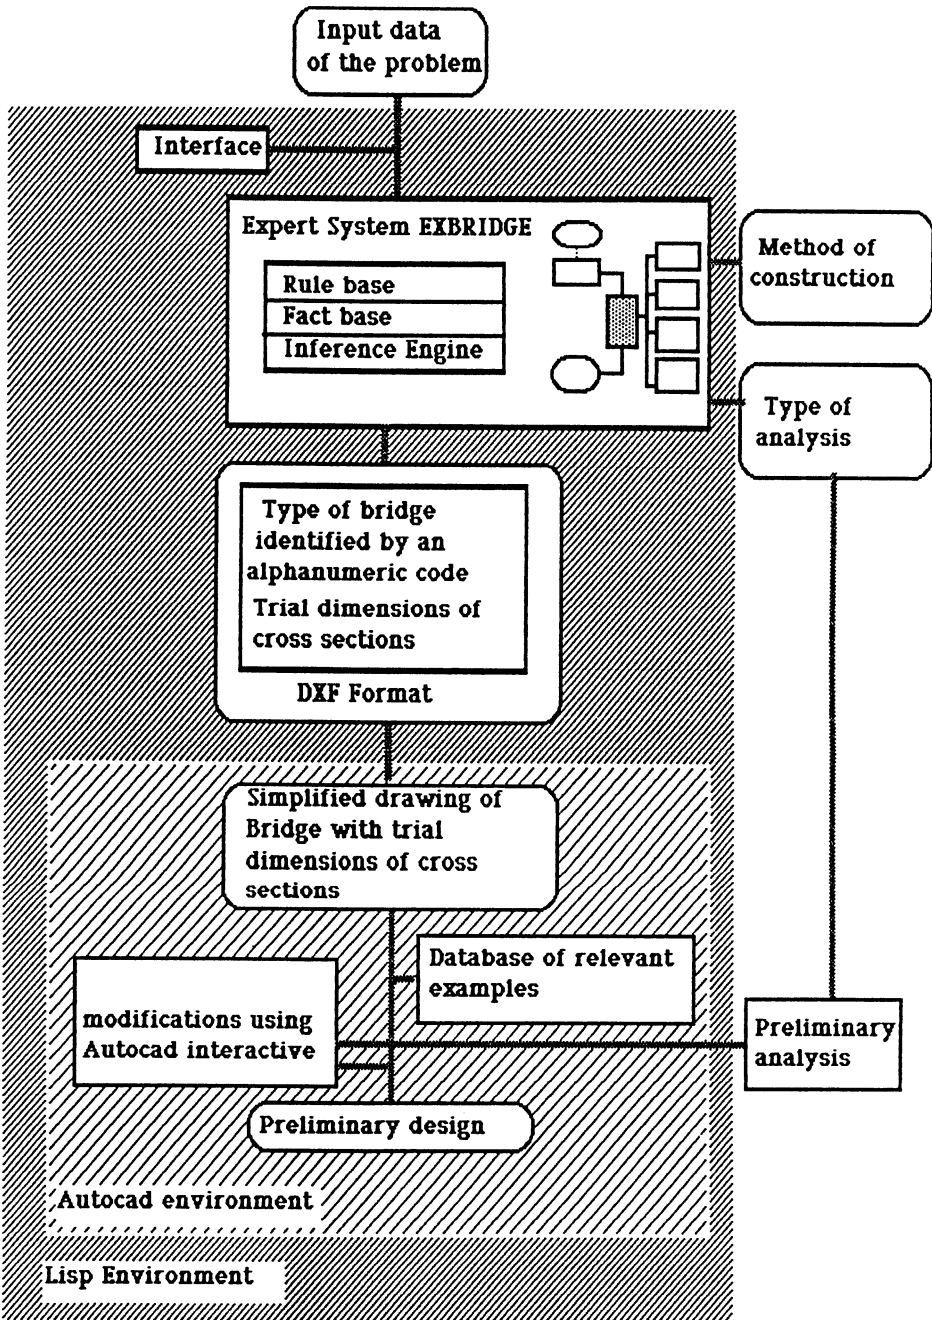 Input data
of the problem
Interface
Expert System EXBRIDGE
Rule base
Fact base
Inference Engine
Method of
construction
Type of
analysis
Type of bridge
identified by an
alphanumeric code
Trial dimensions of
cross sections
DXF Format
Simplified drawing of
Bridge with trial
dimensions of cross
sections
Database of relevant
examples
modifications using
Autocad interactive
Preliminary
analysis
Preliminary design
Autocad environment
Lisp Environment